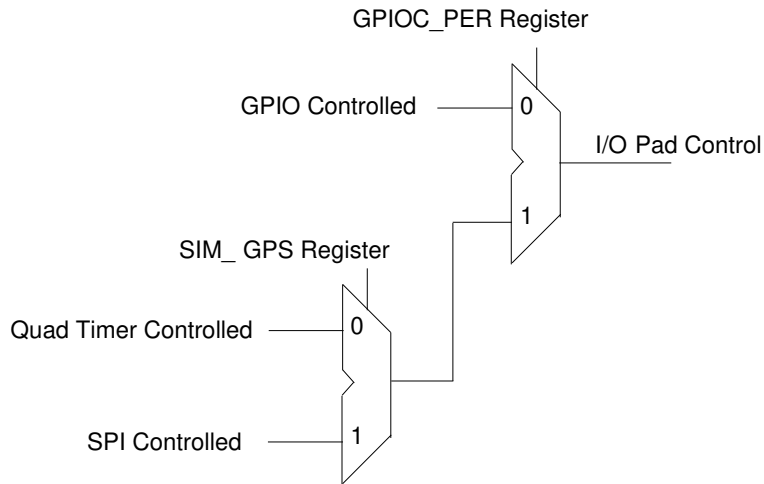 GPIOC_PER Register
GPIO Controlled
0
I/O Pad Control
1
SIM_ GPS Register
Quad Timer Controlled
0
SPI Controlled
1